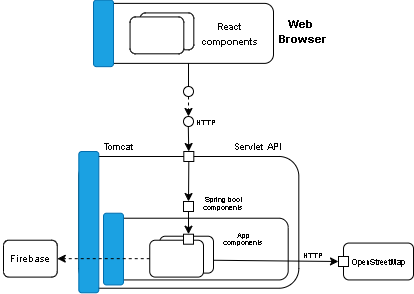 React
components
Web
Browser
HTTP
Tomcat
Servlet API
Spring boot
components
App
components
HTTP
Firebase
OpenStreetMap